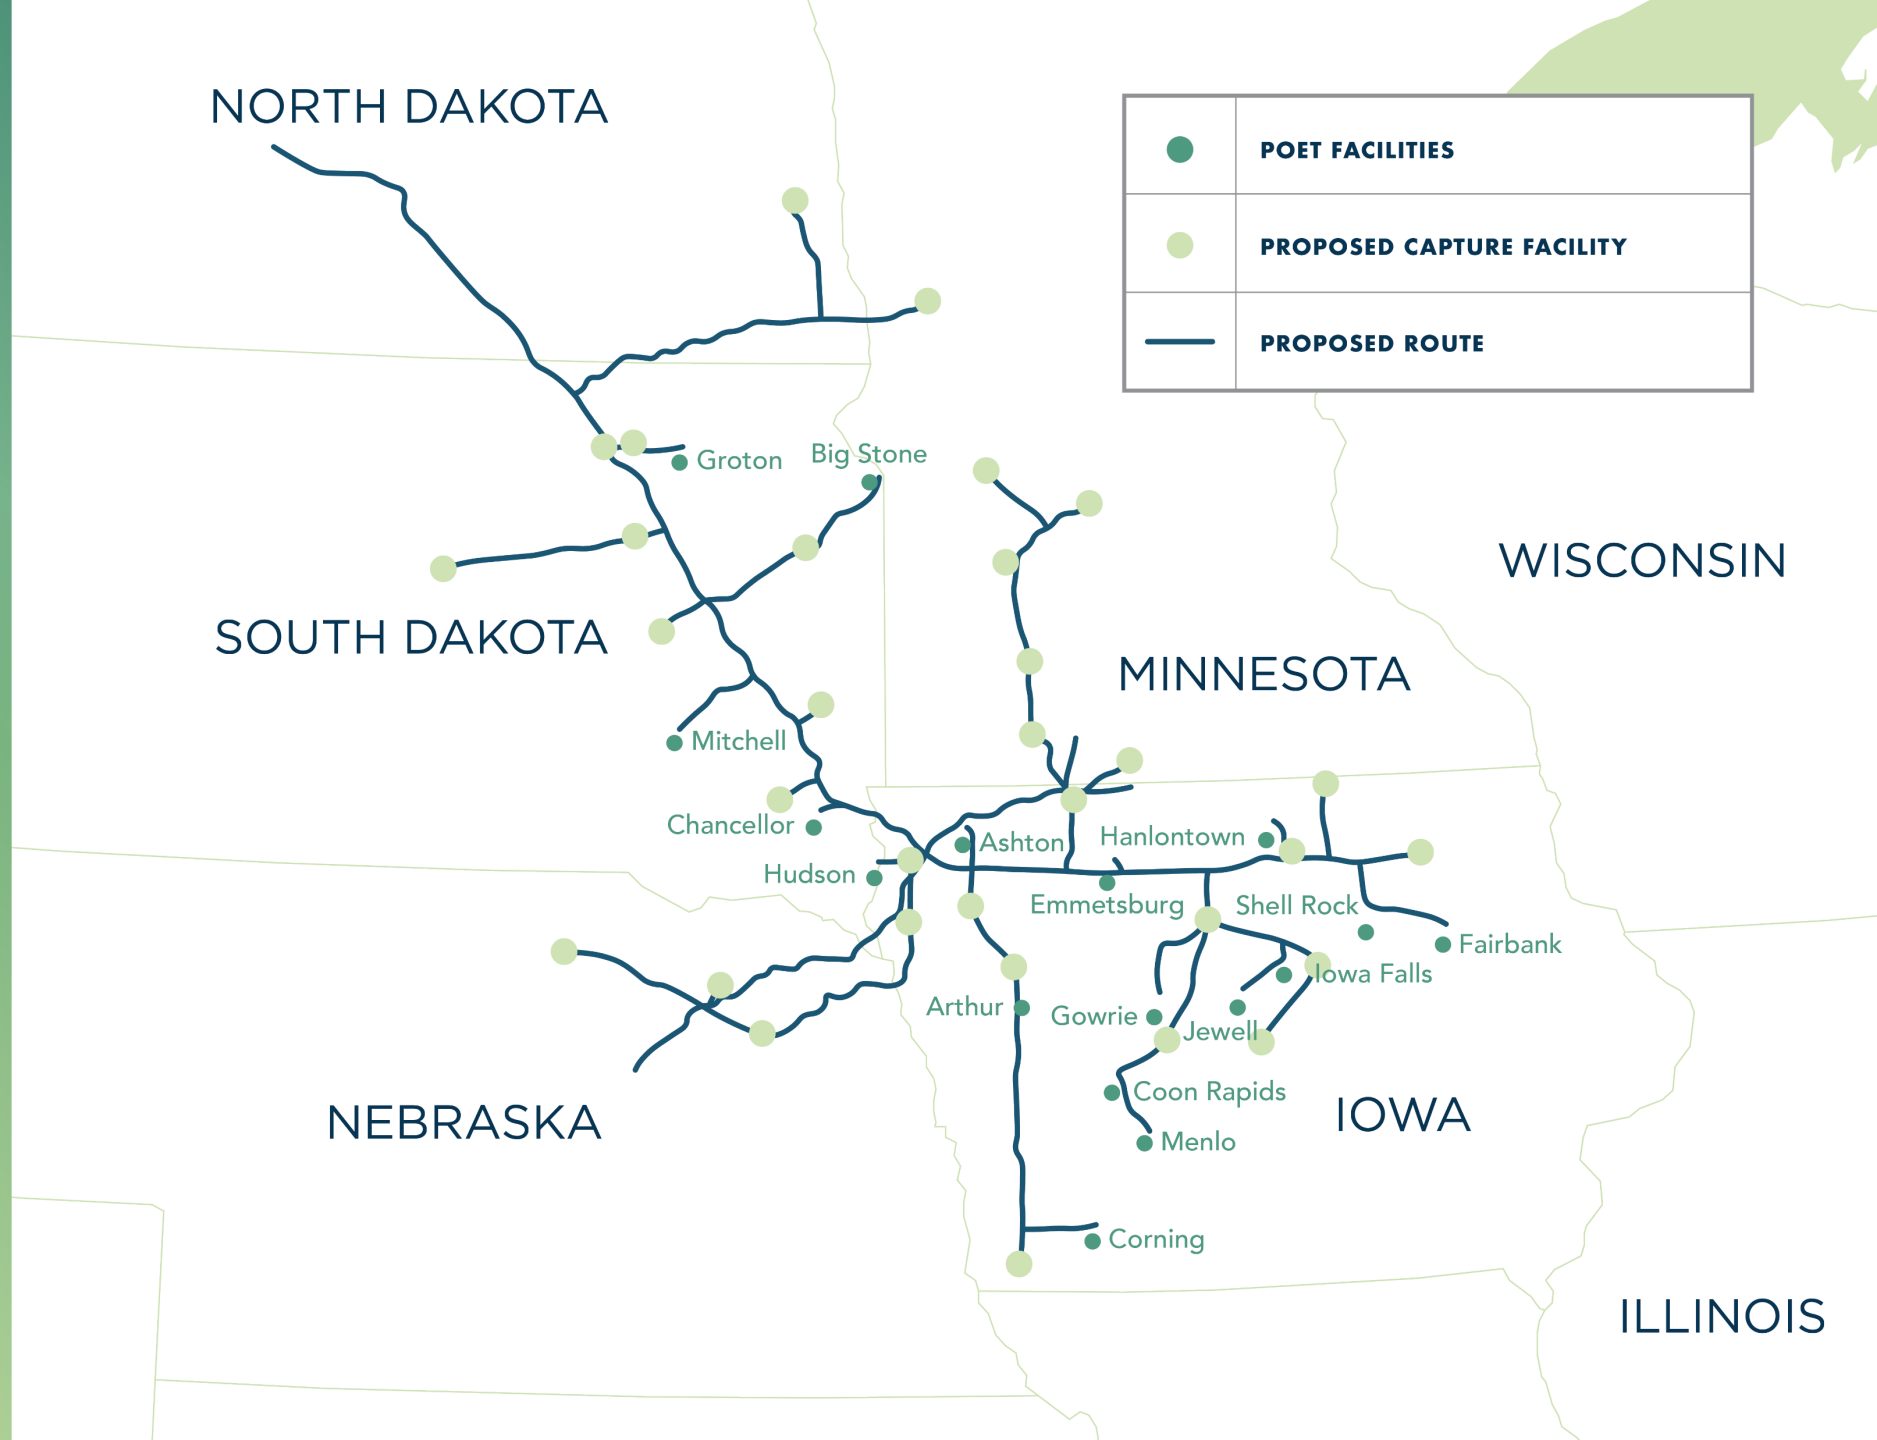 NORTH DAKOTA
POET FACILITIES
PROPOSED CAPTURE FACILITY
PROPOSED ROUTE
Groton
Big Stone
WISCONSIN
SOUTH DAKOTA
MINNESOTA
Mitchell
Chancellor
Ashton
Hanlontown
Hudson
Emmetsburg
Shell Rock
Fairbank
Iowa Falls
Arthur
Gowrie
Jewell
Coon Rapids
NEBRASKA
IOWA
Menlo
Corning
ILLINOIS